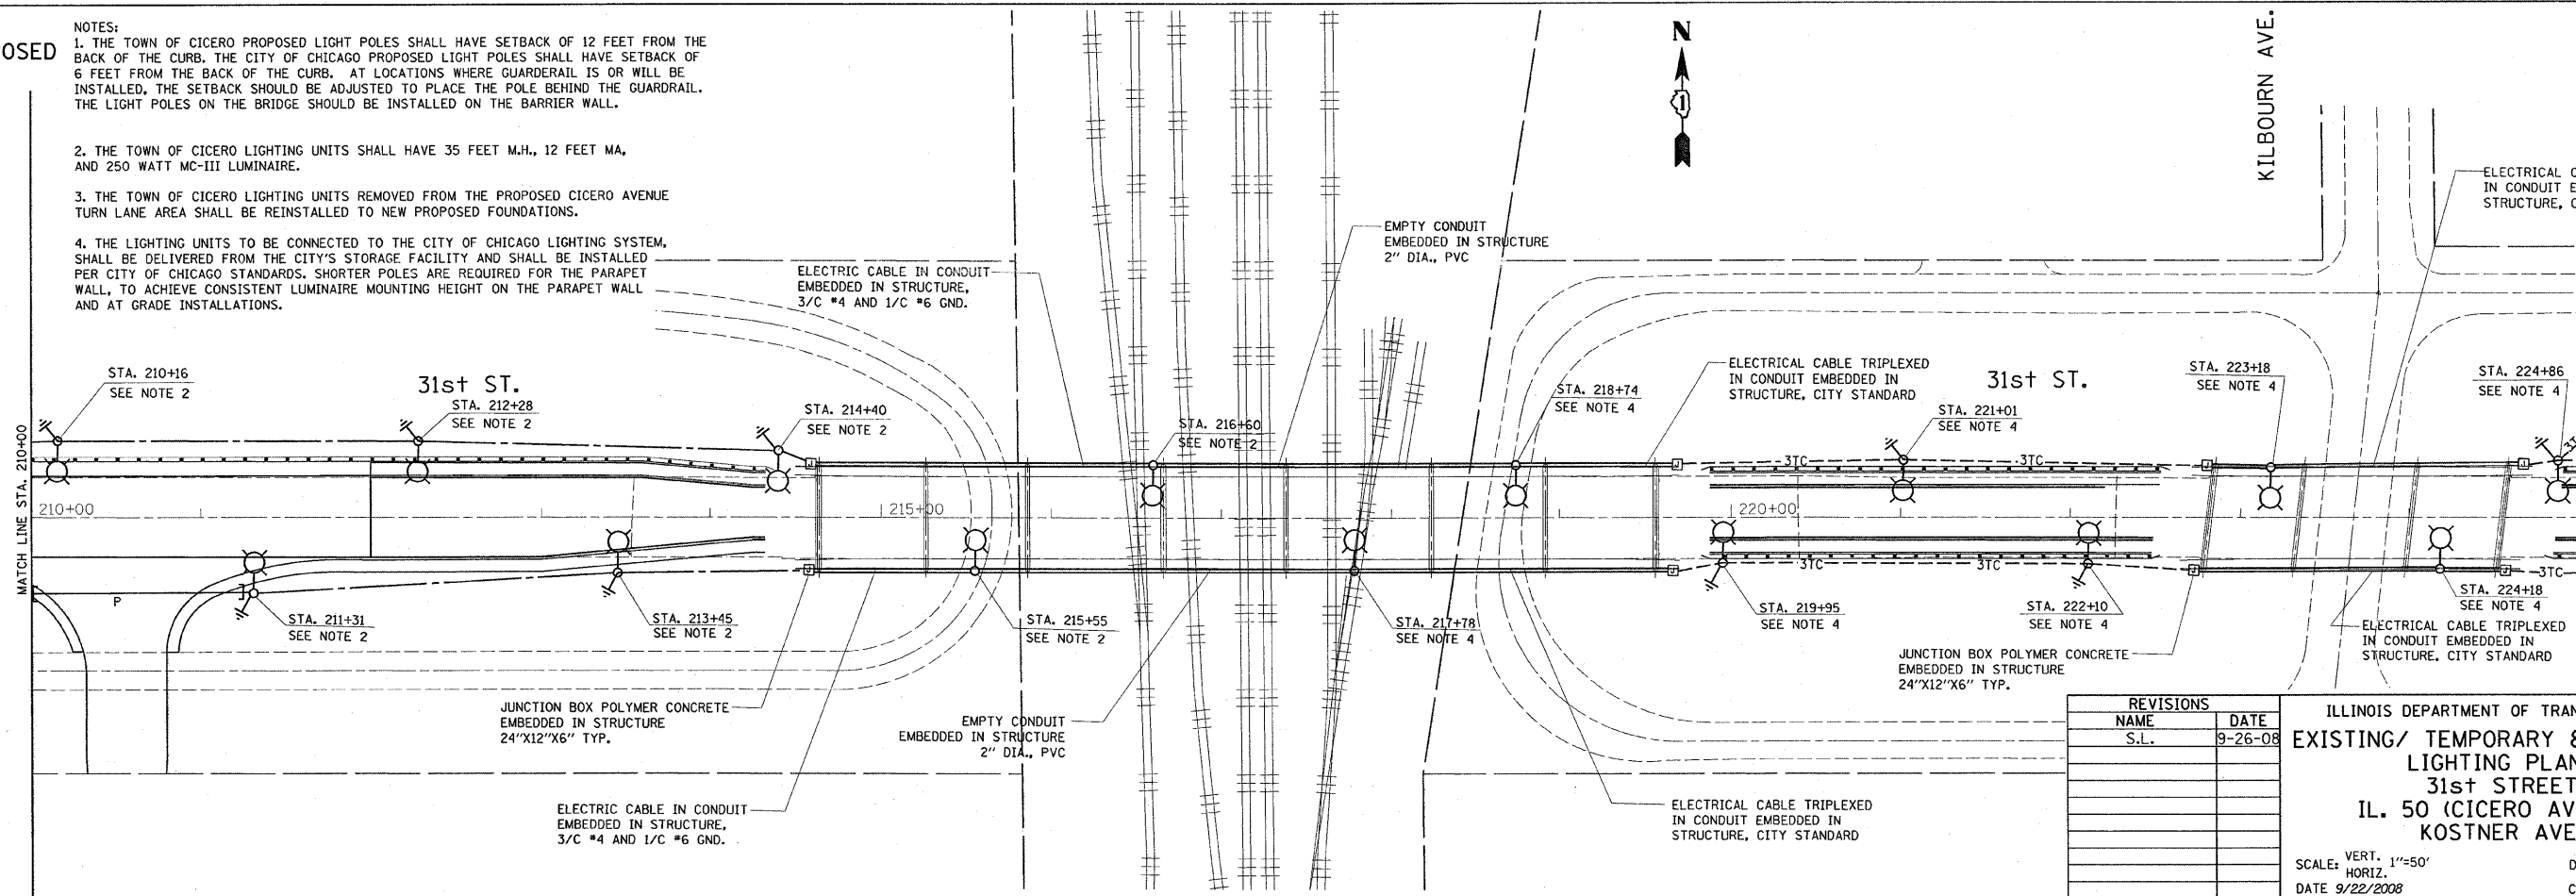 OSED
NOTES:
1. THE TOWN OF CICERO PROPOSED LIGHT POLES SHALL HAVE SETBACK OF 12 FEET FROM THE
BACK OF THE CURB. THE CITY OF CHICAGO PROPOSED LIGHT POLES SHALL HAVE SETBACK OF
6 FEET FROM THE BACK OF THE CURB. AT LOCATIONS WHERE GUARDERAIL IS OR WILL BE
INSTALLED, THE SETBACK SHOULD BE ADJUSTED TO PLACE THE POLE BEHIND THE GUARDRAIL.
THE LIGHT POLES ON THE BRIDGE SHOULD BE INSTALLED ON THE BARRIER WALL.
2. THE TOWN OF CICERO LIGHTING UNITS SHALL HAVE 35 FEET M.H., 12 FEET MA,
AND 250 WATT MC-III LUMINAIRE.
3. THE TOWN OF CICERO LIGHTING UNITS REMOVED FROM THE PROPOSED CICERO AVENUE
TURN LANE AREA SHALL BE REINSTALLED TO NEW PROPOSED FOUNDATIONS.
4. THE LIGHTING UNITS TO BE CONNECTED TO THE CITY OF CHICAGO LIGHTING SYSTEM,
SHALL BE DELIVERED FROM THE CITY'S STORAGE FACILITY AND SHALL BE INSTALLED
PER CITY OF CHICAGO STANDARDS. SHORTER POLES ARE REQUIRED FOR THE PARAPET
WALL, TO ACHIEVE CONSISTENT LUMINAIRE MOUNTING HEIGHT ON THE PARAPET WALL
AND AT GRADE INSTALLATIONS.
N
1
KILBOURN AVE.
ELECTRICAL C
IN CONDUIT E
STRUCTURE, C
EMPTY CONDUIT
EMBEDDED IN STRUCTURE
2" DIA., PVC
ELECTRIC CABLE IN CONDUIT
EMBEDDED IN STRUCTURE,
3/C #4 AND 1/C #6 GND.
STA. 210+16
SEE NOTE 2
31st ST.
STA. 212+28
SEE NOTE 2
STA. 214+40
SEE NOTE 2
STA. 216+60
SEE NOTE 2
STA. 218+74
SEE NOTE 4
ELECTRICAL CABLE TRIPLEXED
IN CONDUIT EMBEDDED IN
STRUCTURE, CITY STANDARD
31st ST.
STA. 221+01
SEE NOTE 4
STA. 223+18
SEE NOTE 4
STA. 224+86
SEE NOTE 4
MATCH LINE STA. 210+00
J
J
J
J
3TC
3TC
210+00
215+00
220+00
J
J
J
J
3TC
3TC
3TC
P
STA. 211+31
SEE NOTE 2
STA. 213+45
SEE NOTE 2
STA. 215+55
SEE NOTE 2
STA. 217+78
SEE NOTE 4
STA. 219+95
SEE NOTE 4
STA. 222+10
SEE NOTE 4
STA. 224+18
SEE NOTE 4
ELECTRICAL CABLE TRIPLEXED
IN CONDUIT EMBEDDED IN
STRUCTURE, CITY STANDARD
JUNCTION BOX POLYMER CONCRETE
EMBEDDED IN STRUCTURE
24"X12"X6" TYP.
JUNCTION BOX POLYMER CONCRETE
EMBEDDED IN STRUCTURE
24"X12"X6" TYP.
EMPTY CONDUIT
EMBEDDED IN STRUCTURE
2" DIA., PVC
ELECTRIC CABLE IN CONDUIT
EMBEDDED IN STRUCTURE,
3/C #4 AND 1/C #6 GND.
ELECTRICAL CABLE TRIPLEXED
IN CONDUIT EMBEDDED IN
STRUCTURE, CITY STANDARD
REVISIONS
NAME DATE
S.L. 9-26-08
ILLINOIS DEPARTMENT OF TRAN
EXISTING/ TEMPORARY &
LIGHTING PLAN
31st STREET
IL. 50 (CICERO AV
KOSTNER AVE
SCALE: VERT. 1"=50'
HORIZ.
DATE 9/22/2008